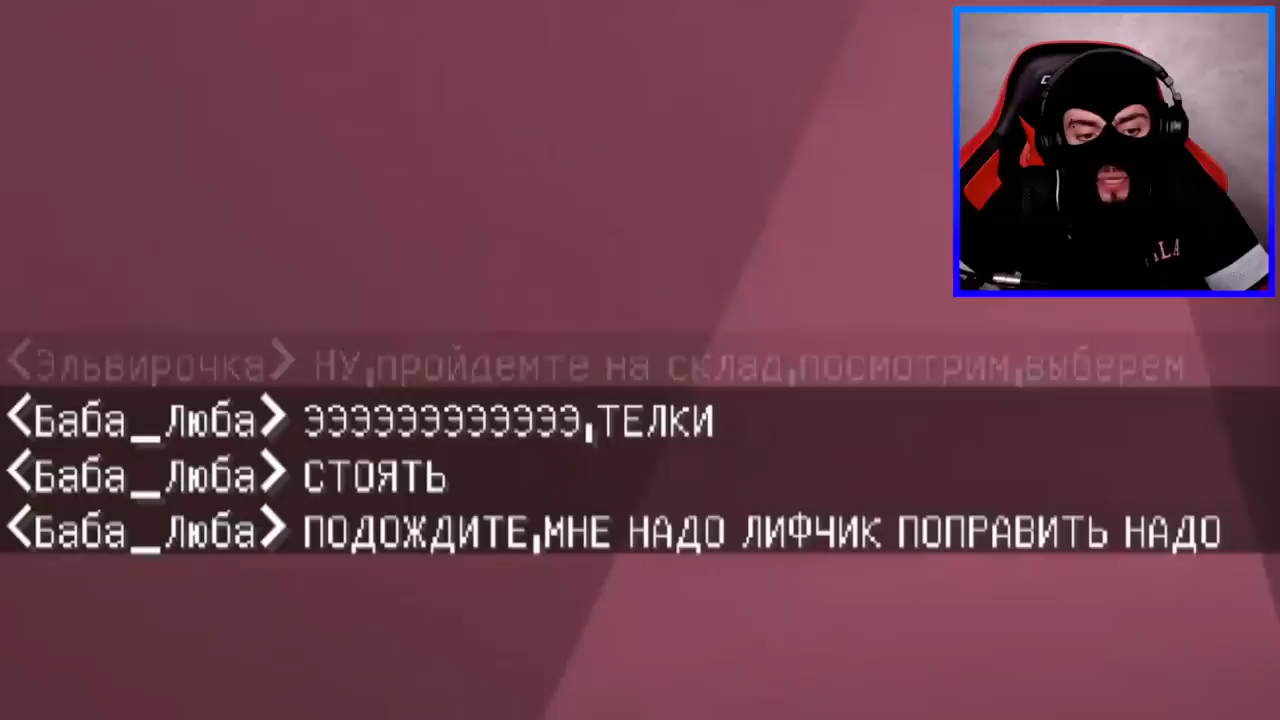 <Эльвирочка> НУ,пройдемте на склад,посмотрим,выберем
<Баба_Люба> ЭЭЭЭЭЭЭЭЭЭЭЭ,ТЕЛКИ
<Баба_Люба> СТОЯТЬ
<Баба_Люба> ПОДОЖДИТЕ,МНЕ НАДО ЛИФЧИК ПОПРАВИТЬ НАДО